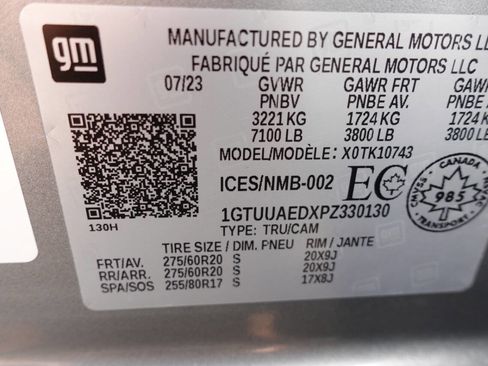 gm
MANUFACTURED BY GENERAL MOTORS LL
FABRIQUÉ PAR GENERAL MOTORS LLC
07/23 GVWR GAWR FRT GAW
PNBV PNBE AV. PNBE A
3221 KG 1724 KG 1724 K
7100 LB 3800 LB 3800 LB
MODEL/MODÈLE: X0TK10743
ICES/NMB-002 EC
CANADA
985
TRANSPORT
1GTUUAEDXPZ330130
130H
TYPE: TRU/CAM
TIRE SIZE / DIM. PNEU RIM / JANTE
FRT/AV. 275/60R20 S 20X9J
RR/ARR. 275/60R20 S 20X9J
SPA/SOS 255/80R17 S 17X8J